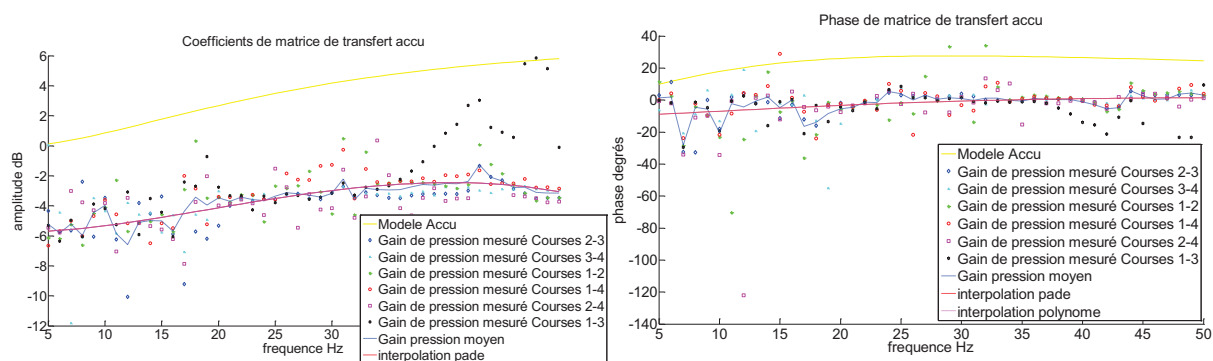 Coefficients de matrice de transfert accu
amplitude dB
6
4
2
0
-2
-4
-6
-8
-10
-12
5
10
15
20
25
30
frequence Hz
Modele Accu
Gain de pression mesuré Courses 2-3
Gain de pression mesuré Courses 3-4
Gain de pression mesuré Courses 1-2
Gain de pression mesuré Courses 1-4
Gain de pression mesuré Courses 2-4
Gain de pression mesuré Courses 1-3
Gain pression moyen
interpolation pade
Phase de matrice de transfert accu
phase degrés
40
20
0
-20
-40
-60
-80
-100
-120
-140
5
10
15
20
25
30
35
40
45
50
frequence Hz
Modele Accu
Gain de pression mesuré Courses 2-3
Gain de pression mesuré Courses 3-4
Gain de pression mesuré Courses 1-2
Gain de pression mesuré Courses 1-4
Gain de pression mesuré Courses 2-4
Gain de pression mesuré Courses 1-3
Gain pression moyen
interpolation pade
interpolation polynome